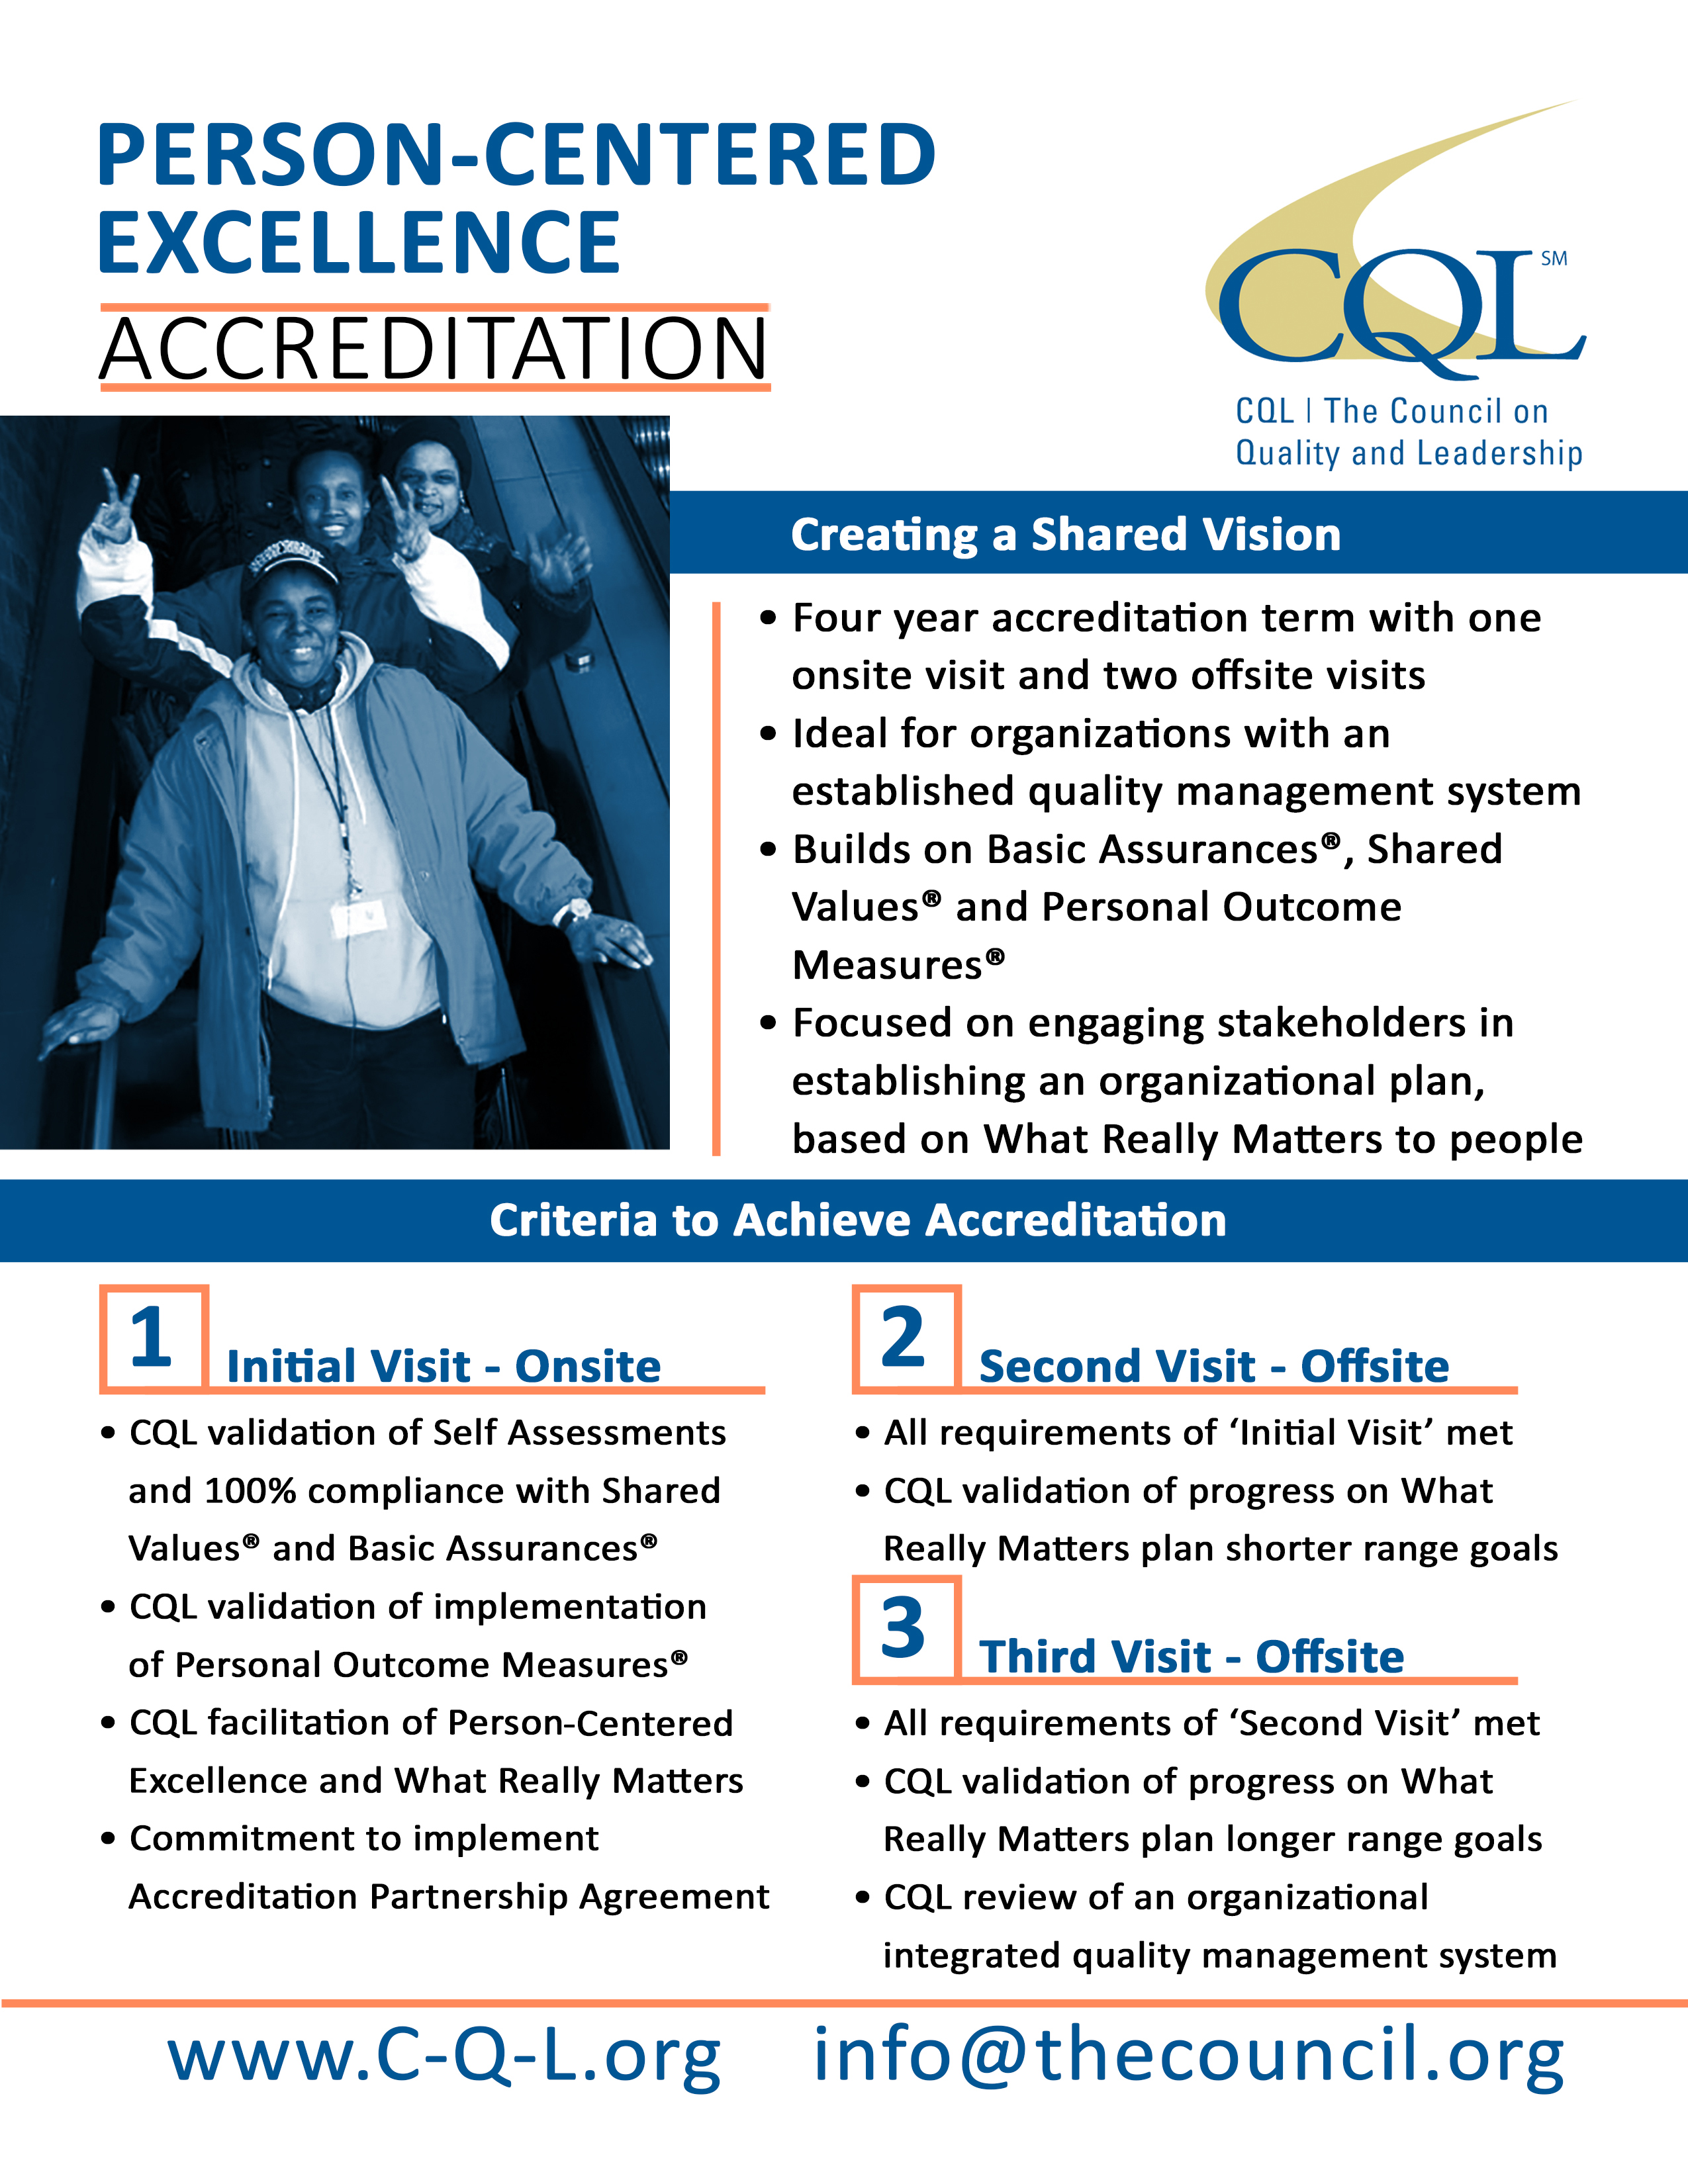 PERSON-CENTERED
EXCELLENCE
ACCREDITATION
CQL SM
CQL | The Council on
Quality and Leadership
Creating a Shared Vision
• Four year accreditation term with one
onsite visit and two offsite visits
• Ideal for organizations with an
established quality management system
• Builds on Basic Assurances®, Shared
Values® and Personal Outcome
Measures®
• Focused on engaging stakeholders in
establishing an organizational plan,
based on What Really Matters to people
Criteria to Achieve Accreditation
1 Initial Visit - Onsite
• CQL validation of Self Assessments
and 100% compliance with Shared
Values® and Basic Assurances®
• CQL validation of implementation
of Personal Outcome Measures®
• CQL facilitation of Person-Centered
Excellence and What Really Matters
• Commitment to implement
Accreditation Partnership Agreement
2 Second Visit - Offsite
• All requirements of ‘Initial Visit’ met
• CQL validation of progress on What
Really Matters plan shorter range goals
3 Third Visit - Offsite
• All requirements of ‘Second Visit’ met
• CQL validation of progress on What
Really Matters plan longer range goals
• CQL review of an organizational
integrated quality management system
www.C-Q-L.org info@thecouncil.org